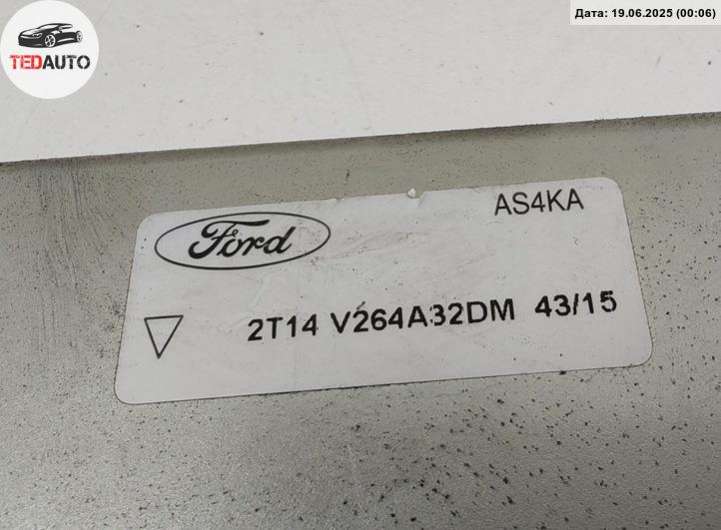 TEDAUTO
Дата: 19.06.2025 (00:06)
Ford
AS4KA
2T14 V264A32DM 43/15